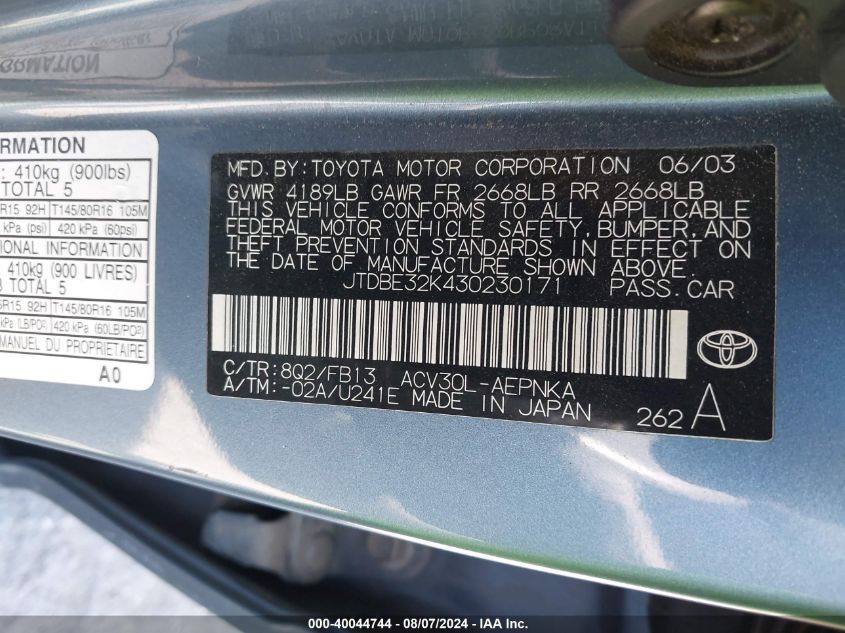 ORMATION
RMATION
: 410kg (900lbs)
TOTAL 5
R15 92H T145/80R16 105M
kPa (psi) 420 kPa (60psi)
IONAL INFORMATION
410kg (900 LIVRES)
TOTAL 5
R15 92H T145/80R16 105M
kPa (LB/PO²) 420 kPa (60LB/PO2)
MANUEL DU PROPRIETAIRE
A0
MFD. BY: TOYOTA MOTOR CORPORATION 06/03
GVWR 4189LB GAWR FR 2668LB RR 2668LB
THIS VEHICLE CONFORMS TO ALL APPLICABLE
FEDERAL MOTOR VEHICLE SAFETY, BUMPER, AND
THEFT PREVENTION STANDARDS IN EFFECT ON
THE DATE OF MANUFACTURE SHOWN ABOVE.
JTDBE32K430230171 PASS. CAR
C/TR: 8Q2/FB13 ACV30L-AEPNKA
A/TM: -02A/U241E MADE IN JAPAN 262 A
000-40044744 - 08/07/2024 - IAA Inc.